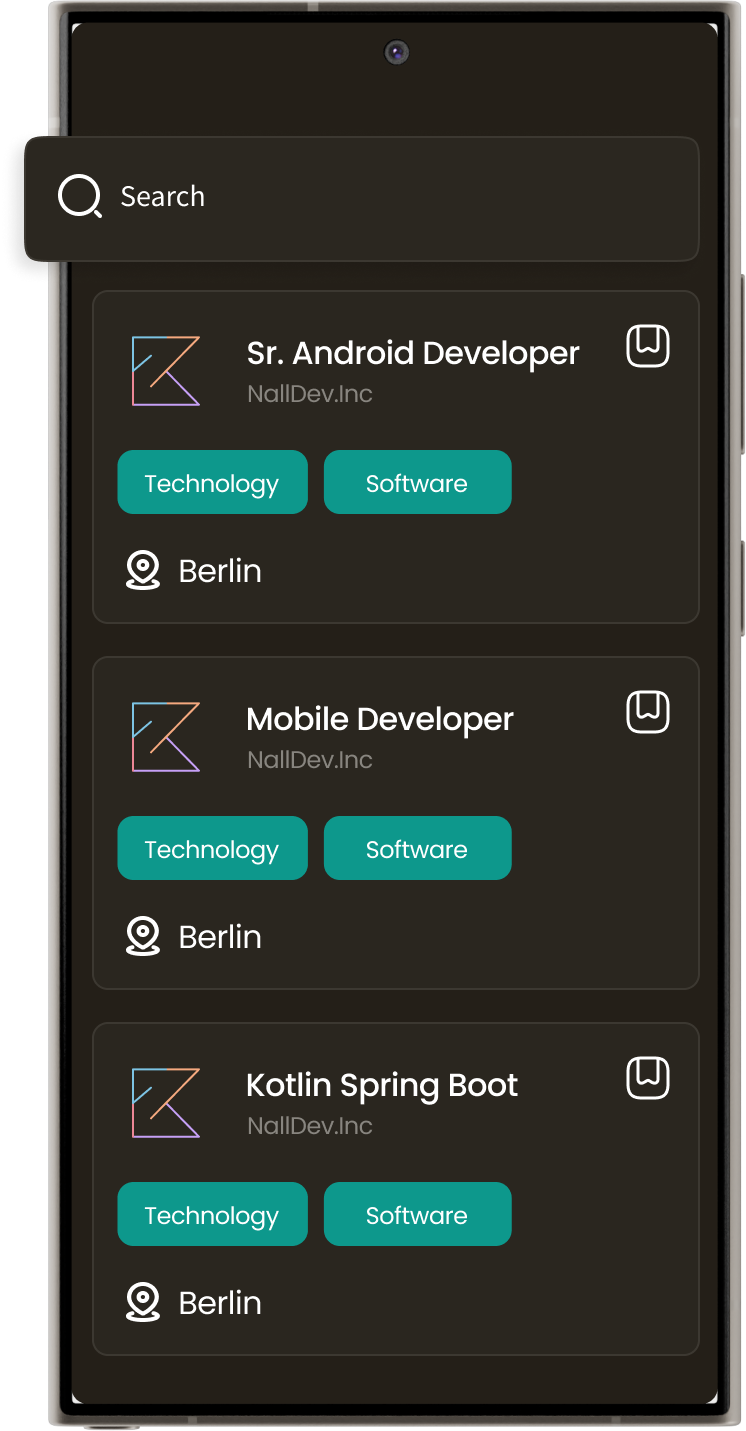 Search
Sr. Android Developer
NallDev.Inc
Technology Software
Berlin
Mobile Developer
NallDev.Inc
Technology Software
Berlin
Kotlin Spring Boot
NallDev.Inc
Technology Software
Berlin